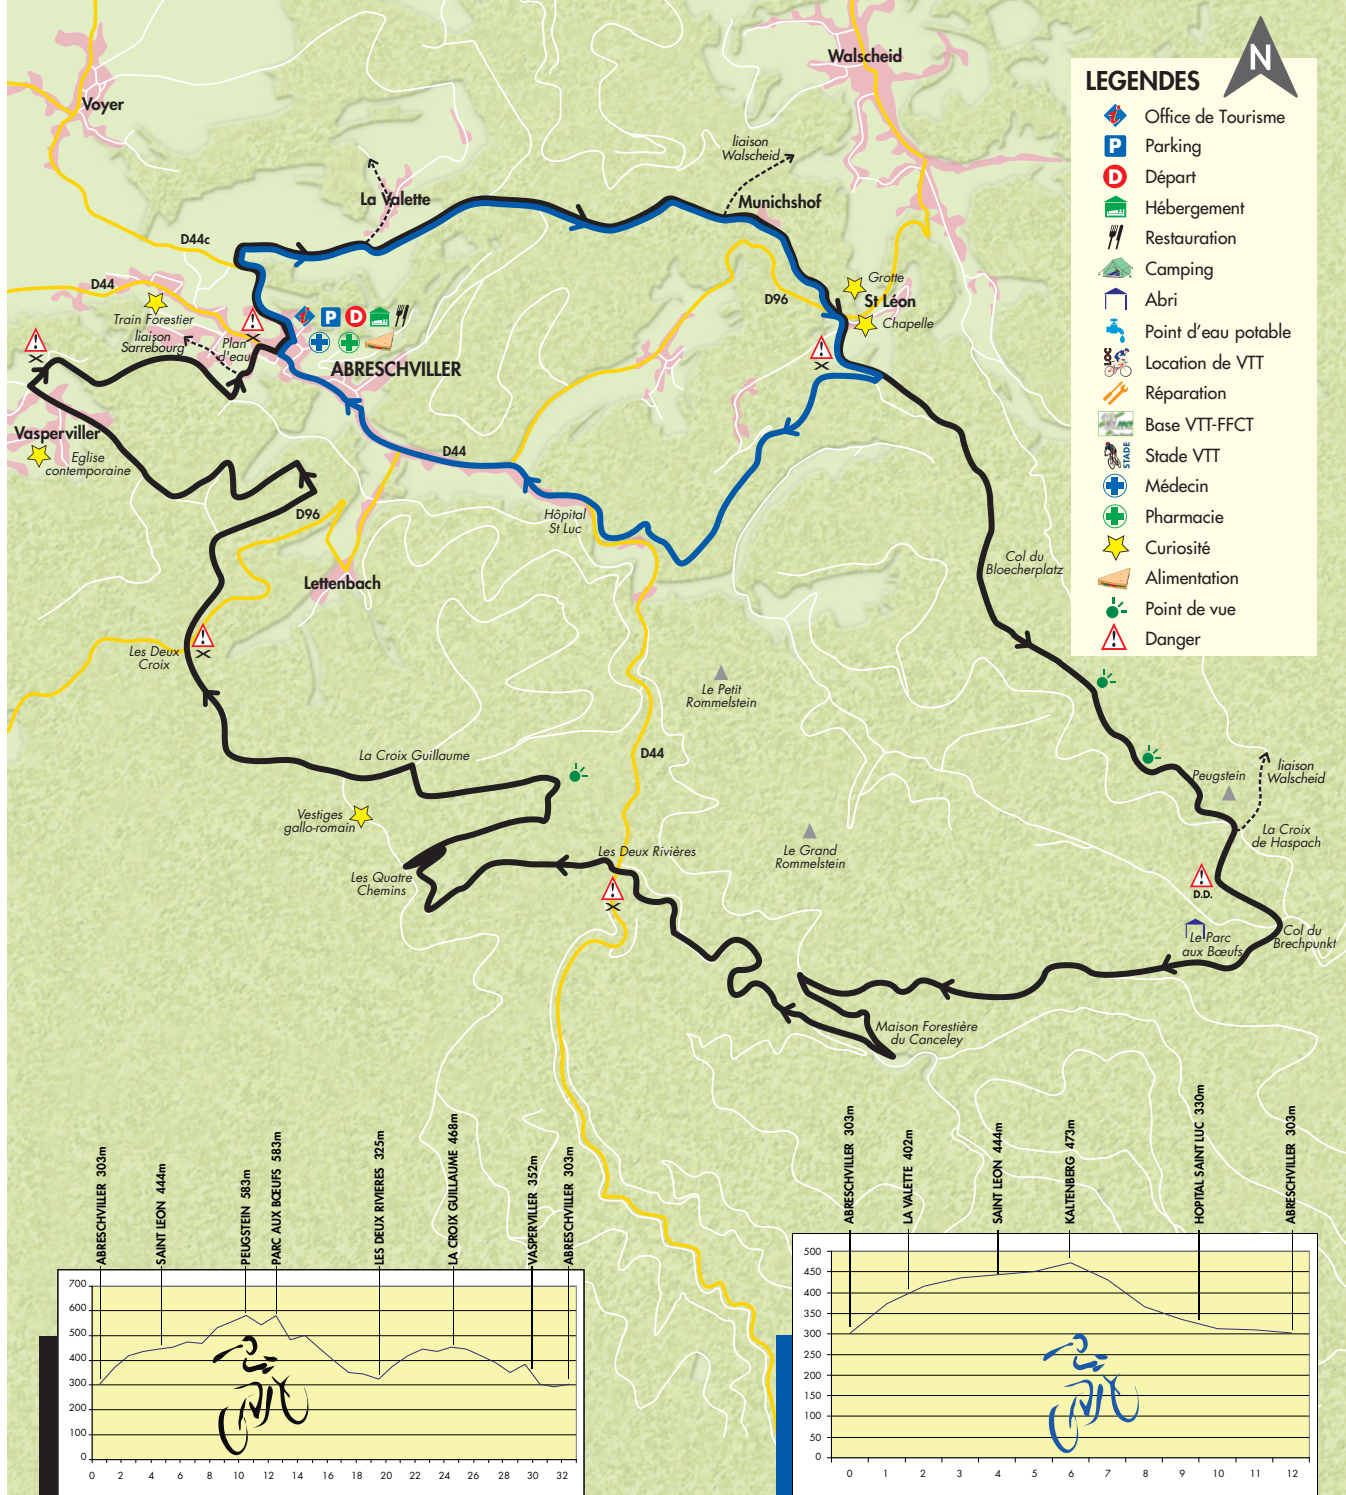 Walscheid
N
LEGENDES
Office de Tourisme
P
Parking
D
Départ
Hébergement
Restauration
Camping
Abri
Point d'eau potable
LOC
Location de VTT
Réparation
Base VTT-FFCT
STADE
Stade VTT
Médecin
Pharmacie
Curiosité
Alimentation
Point de vue
Danger
Voyer
liaison
Walscheid
La Valette
Munichshof
D44c
D44
Train Forestier
liaison
Sarrebourg
Plan
d'eau
P
D
ABRESCHVILLER
D96
Grotte
St Léon
Chapelle
Vasperviller
Eglise
contemporaine
D44
D96
Hôpital
St Luc
Lettenbach
Col du
Bloecherplatz
Les Deux
Croix
Le Petit
Rommelstein
La Croix Guillaume
D44
Vestiges
gallo-romain
Peugstein
liaison
Walscheid
La Croix
de Haspach
Les Deux Rivières
Le Grand
Rommelstein
Les Quatre
Chemins
D.D.
Le Parc
aux Bœufs
Col du
Brechpunkt
Maison Forestière
du Canceley
ABRESCHVILLER 303m
SAINT LEON 444m
PEUGSTEIN 583m
PARC AUX BŒUFS 583m
LES DEUX RIVIERES 325m
LA CROIX GUILLAUME 468m
VASPERVILLER 352m
ABRESCHVILLER 303m
700
600
500
400
300
200
100
0
0 2 4 6 8 10 12 14 16 18 20 22 24 26 28 30 32
ABRESCHVILLER 303m
LA VALETTE 402m
SAINT LEON 444m
KALTENBERG 473m
HOPITAL SAINT LUC 330m
ABRESCHVILLER 303m
500
450
400
350
300
250
200
150
100
50
0
0 1 2 3 4 5 6 7 8 9 10 11 12